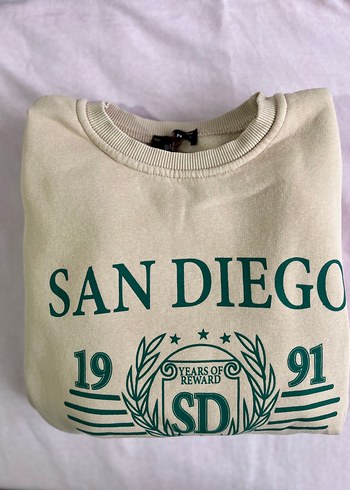 SAN DIEGO
19 91
YEARS OF
REWARD
SD